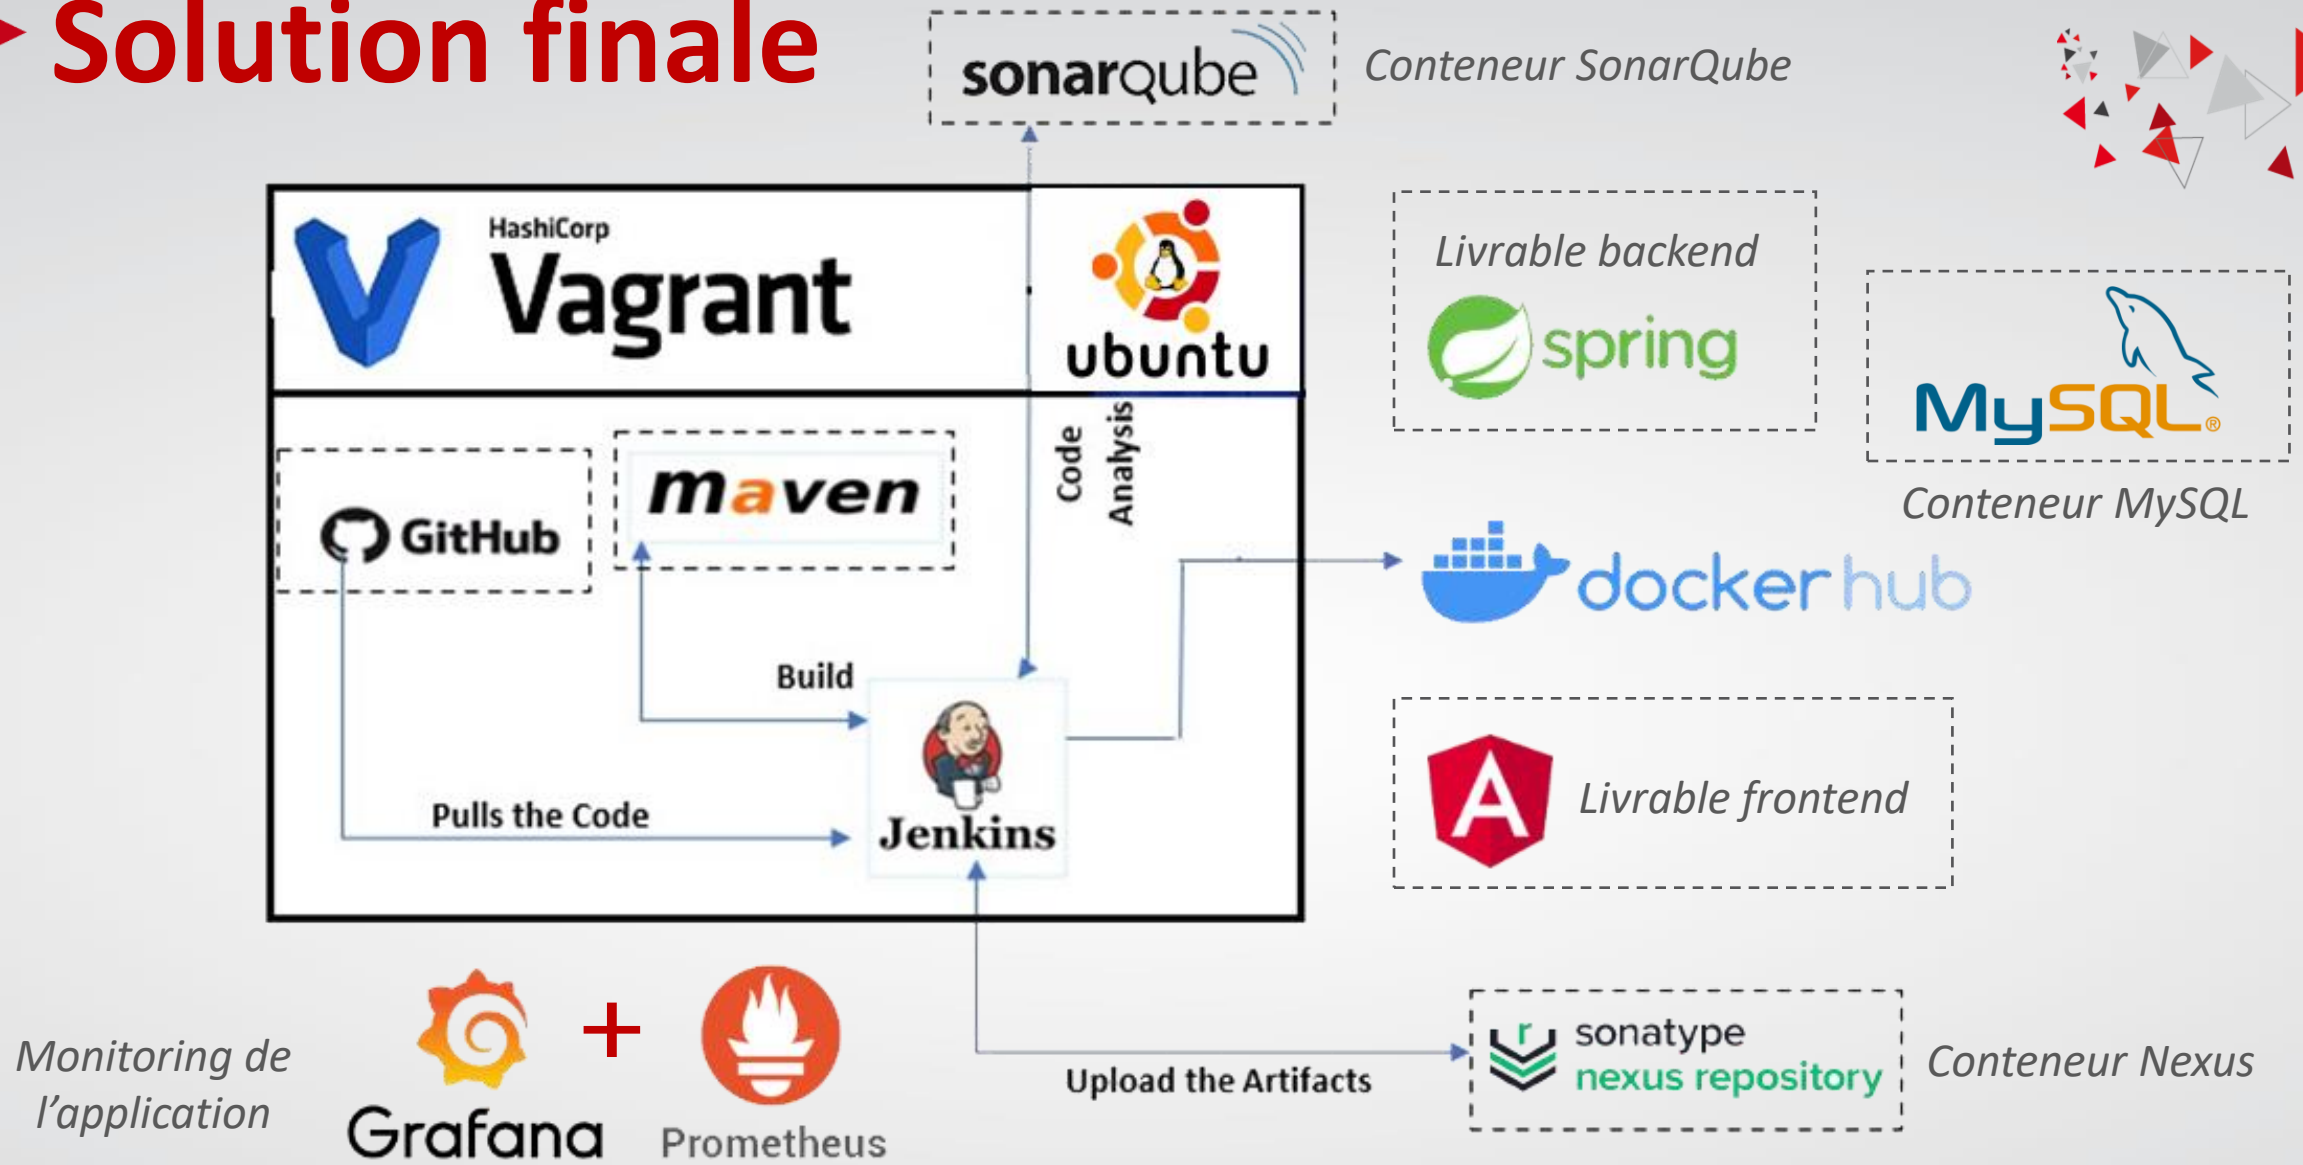 Solution finale
sonarqube
Conteneur SonarQube
HashiCorp
Vagrant
ubuntu
Livrable backend
spring
MySQL®
Conteneur MySQL
GitHub
maven
Code
Analysis
dockerhub
Build
Pulls the Code
Jenkins
Livrable frontend
Monitoring de
l'application
Grafana
+
Prometheus
Upload the Artifacts
r
sonatype
nexus repository
Conteneur Nexus